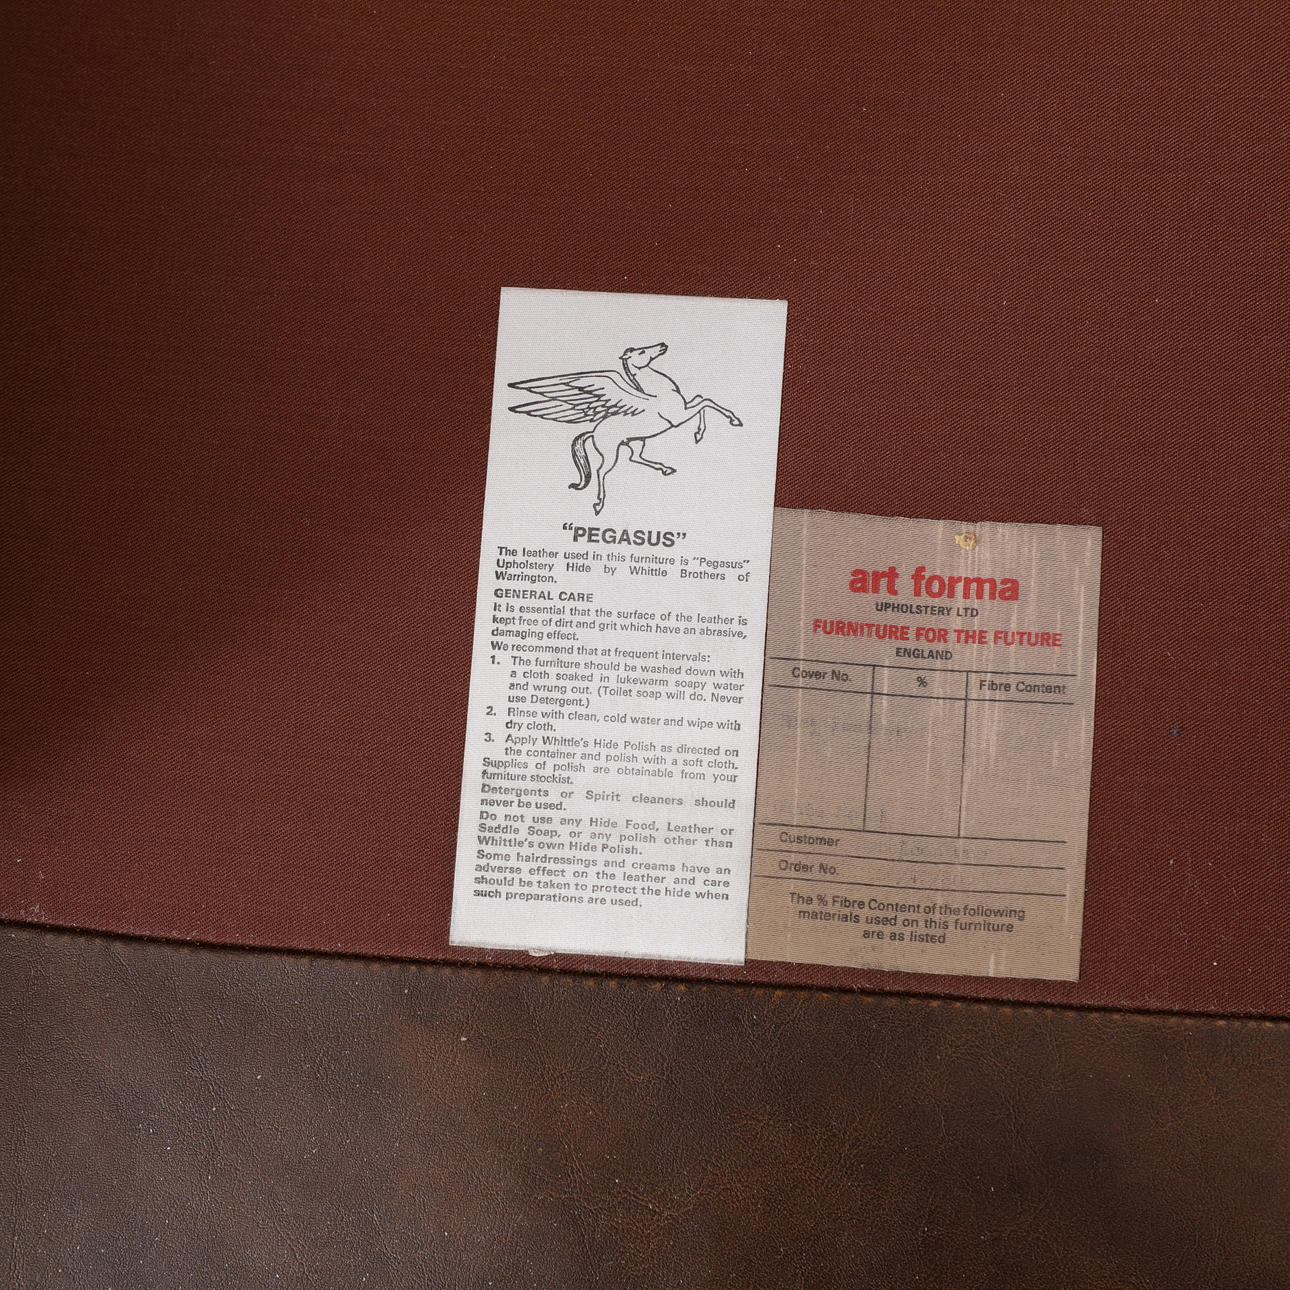 “PEGASUS”
The leather used in this furniture is “Pegasus”
Upholstery Hide by Whittle Brothers of
Warrington.
GENERAL CARE
It is essential that the surface of the leather is
kept free of dirt and grit which have an abrasive,
damaging effect.
We recommend that at frequent intervals:
1. The furniture should be washed down with
a cloth soaked in lukewarm soapy water
and wrung out. (Toilet soap will do. Never
use Detergent.)
2. Rinse with clean, cold water and wipe with
dry cloth.
3. Apply Whittle's Hide Polish as directed on
the container and polish with a soft cloth.
Supplies of polish are obtainable from your
furniture stockist.
Detergents or Spirit cleaners should
never be used.
Do not use any Hide Food, Leather or
Saddle Soap, or any polish other than
Whittle's own Hide Polish.
Some hairdressings and creams have an
adverse effect on the leather and care
should be taken to protect the hide when
such preparations are used.
art forma
UPHOLSTERY LTD
FURNITURE FOR THE FUTURE
ENGLAND
Cover No. % Fibre Content
Customer
Order No.
The % Fibre Content of the following
materials used on this furniture
are as listed